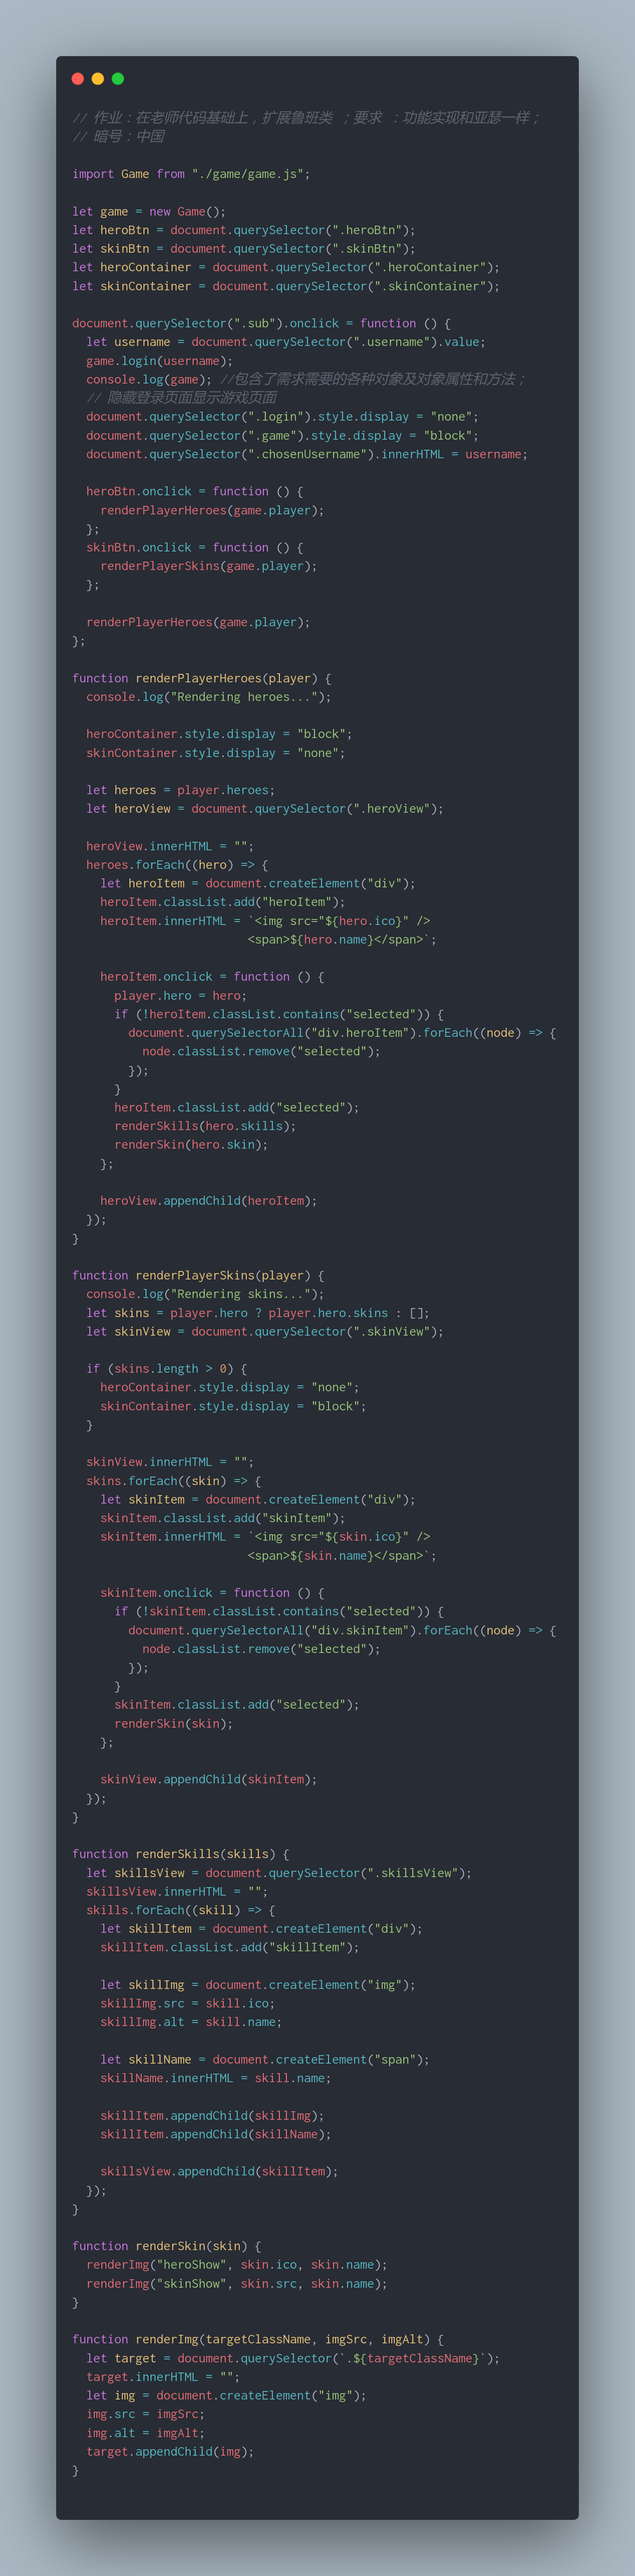 // 作业：在老师代码基础上，扩展鲁班类 ；要求 ：功能实现和亚瑟一样；
// 暗号：中国
import Game from "./game/game.js";
let game = new Game();
let heroBtn = document.querySelector(".heroBtn");
let skinBtn = document.querySelector(".skinBtn");
let heroContainer = document.querySelector(".heroContainer");
let skinContainer = document.querySelector(".skinContainer");
document.querySelector(".sub").onclick = function () {
  let username = document.querySelector(".username").value;
  game.login(username);
  console.log(game); //包含了需求需要的各种对象及对象属性和方法；
  // 隐藏登录页面显示游戏页面
  document.querySelector(".login").style.display = "none";
  document.querySelector(".game").style.display = "block";
  document.querySelector(".chosenUsername").innerHTML = username;
  heroBtn.onclick = function () {
    renderPlayerHeroes(game.player);
  };
  skinBtn.onclick = function () {
    renderPlayerSkins(game.player);
  };
  renderPlayerHeroes(game.player);
};
function renderPlayerHeroes(player) {
  console.log("Rendering heroes...");
  heroContainer.style.display = "block";
  skinContainer.style.display = "none";
  let heroes = player.heroes;
  let heroView = document.querySelector(".heroView");
  heroView.innerHTML = "";
  heroes.forEach((hero) => {
    let heroItem = document.createElement("div");
    heroItem.classList.add("heroItem");
    heroItem.innerHTML = `<img src="${hero.ico}" />
                         <span>${hero.name}</span>`;
    heroItem.onclick = function () {
      player.hero = hero;
      if (!heroItem.classList.contains("selected")) {
        document.querySelectorAll("div.heroItem").forEach((node) => {
          node.classList.remove("selected");
        });
      }
      heroItem.classList.add("selected");
      renderSkills(hero.skills);
      renderSkin(hero.skin);
    };
    heroView.appendChild(heroItem);
  });
}
function renderPlayerSkins(player) {
  console.log("Rendering skins...");
  let skins = player.hero ? player.hero.skins : [];
  let skinView = document.querySelector(".skinView");
  if (skins.length > 0) {
    heroContainer.style.display = "none";
    skinContainer.style.display = "block";
  }
  skinView.innerHTML = "";
  skins.forEach((skin) => {
    let skinItem = document.createElement("div");
    skinItem.classList.add("skinItem");
    skinItem.innerHTML = `<img src="${skin.ico}" />
                         <span>${skin.name}</span>`;
    skinItem.onclick = function () {
      if (!skinItem.classList.contains("selected")) {
        document.querySelectorAll("div.skinItem").forEach((node) => {
          node.classList.remove("selected");
        });
      }
      skinItem.classList.add("selected");
      renderSkin(skin);
    };
    skinView.appendChild(skinItem);
  });
}
function renderSkills(skills) {
  let skillsView = document.querySelector(".skillsView");
  skillsView.innerHTML = "";
  skills.forEach((skill) => {
    let skillItem = document.createElement("div");
    skillItem.classList.add("skillItem");
    let skillImg = document.createElement("img");
    skillImg.src = skill.ico;
    skillImg.alt = skill.name;
    let skillName = document.createElement("span");
    skillName.innerHTML = skill.name;
    skillItem.appendChild(skillImg);
    skillItem.appendChild(skillName);
    skillsView.appendChild(skillItem);
  });
}
function renderSkin(skin) {
  renderImg("heroShow", skin.ico, skin.name);
  renderImg("skinShow", skin.src, skin.name);
}
function renderImg(targetClassName, imgSrc, imgAlt) {
  let target = document.querySelector(`.${targetClassName}`);
  target.innerHTML = "";
  let img = document.createElement("img");
  img.src = imgSrc;
  img.alt = imgAlt;
  target.appendChild(img);
}